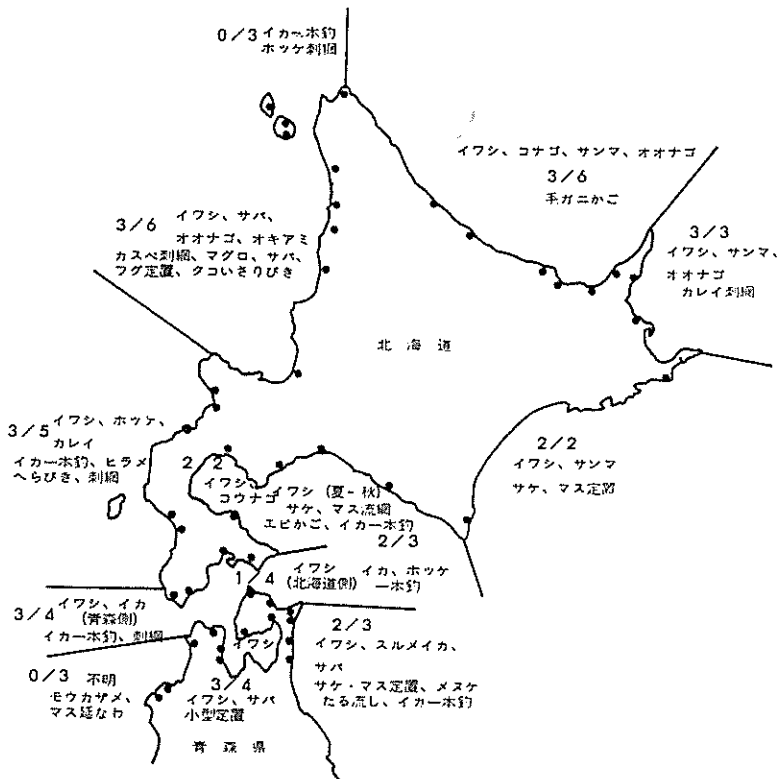 0/3 イカ一本釣
ホッケ刺網
イワシ、コナゴ、サンマ、オオナゴ
3/6
毛ガニかご
3/6 イワシ、サバ、
オオナゴ、オキアミ
カスベ刺網、マグロ、サバ、
フグ定置、タコいさりびき
3/3
イワシ、サンマ、
オオナゴ
カレイ刺網
北海道
3/5 イワシ、ホッケ、
カレイ
イカ一本釣、ヒラメ
へらびき、刺網
2/2
イワシ、
コウナゴ
イワシ(夏-秋)
サケ、マス流網
エビかご、イカ一本釣
2/3
2/2
イワシ、サンマ
サケ、マス定置
1/4 イワシ イカ、ホッケ
(北海道側) 一本釣
3/4 イワシ、イカ
(青森側)
イカ一本釣、刺網
2/3
イワシ、スルメイカ、
サバ
サケ・マス定置、メヌケ
たる流し、イカ一本釣
イワシ
0/3 不明
モウカザメ、
マス延なわ
3/4
イワシ、サバ
小型定置
青森県